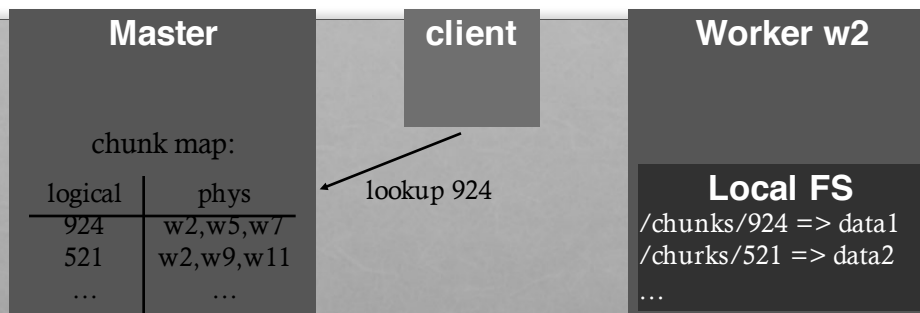 Master
chunk map:
logical phys
924 w2,w5,w7
521 w2,w9,w11
... ...
client
lookup 924
Worker w2
Local FS
/chunks/924 => data1
/churks/521 => data2
...